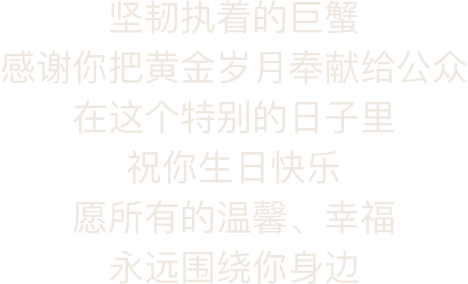 坚韧执着的巨蟹
感谢你把黄金岁月奉献给公众
在这个特别的日子里
祝你生日快乐
愿所有的温馨、幸福
永远围绕你身边